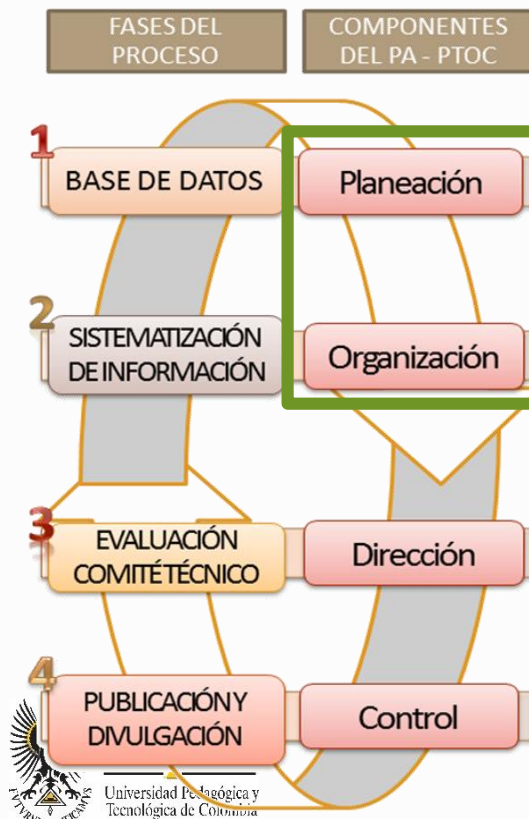 FASES DEL
PROCESO
COMPONENTES
DEL PA - PTOC
1
BASE DE DATOS
Planeación
2
SISTEMATIZACIÓN
DE INFORMACIÓN
Organización
3
EVALUACIÓN
COMITÉ TÉCNICO
Dirección
4
PUBLICACIÓN Y
DIVULGACIÓN
Control
Universidad Pedagógica y
Tecnológica de Colombia